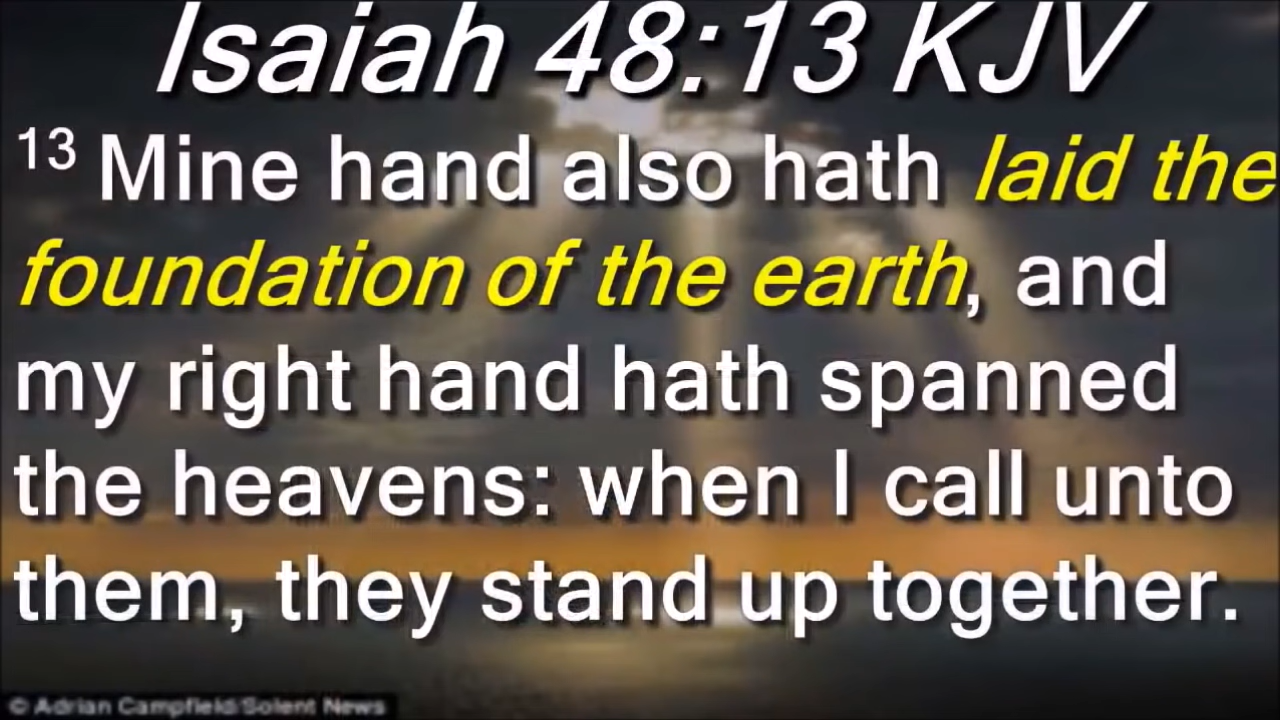 Isaiah 48:13 KJV
13 Mine hand also hath laid the
foundation of the earth, and
my right hand hath spanned
the heavens: when I call unto
them, they stand up together.
© Adrian Campfield/Solent News